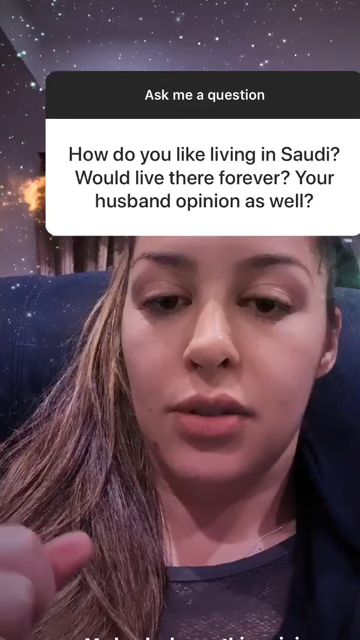 Ask me a question
How do you like living in Saudi?
Would live there forever? Your
husband opinion as well?